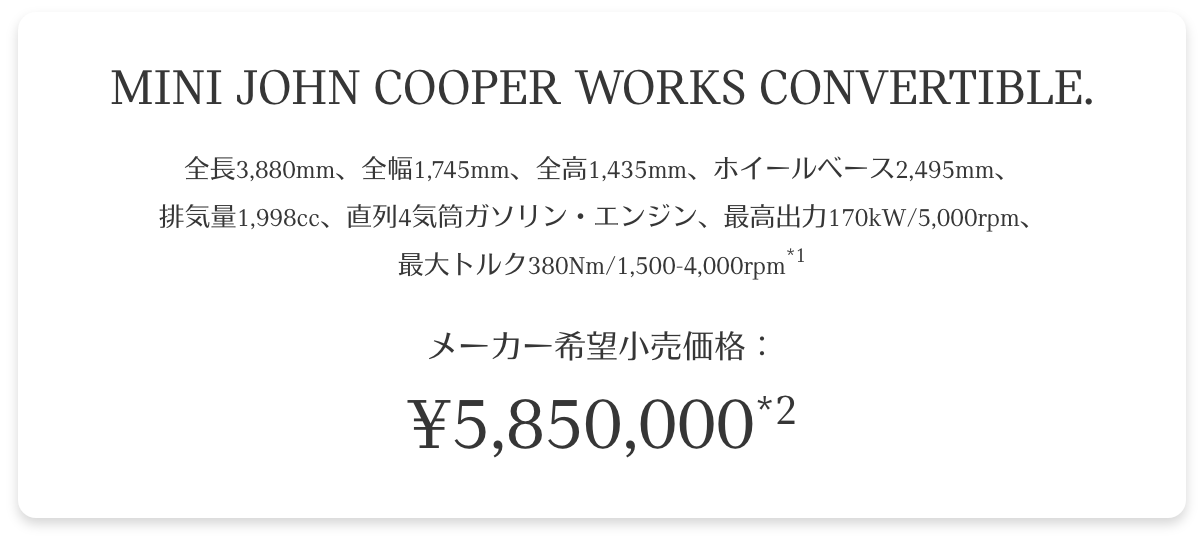 MINI JOHN COOPER WORKS CONVERTIBLE.
全長3,880mm、全幅1,745mm、全高1,435mm、ホイールベース2,495mm、
排気量1,998cc、直列4気筒ガソリン・エンジン、最高出力170kW/5,000rpm、
最大トルク380Nm/1,500-4,000rpm*1
メーカー希望小売価格：
¥5,850,000*2